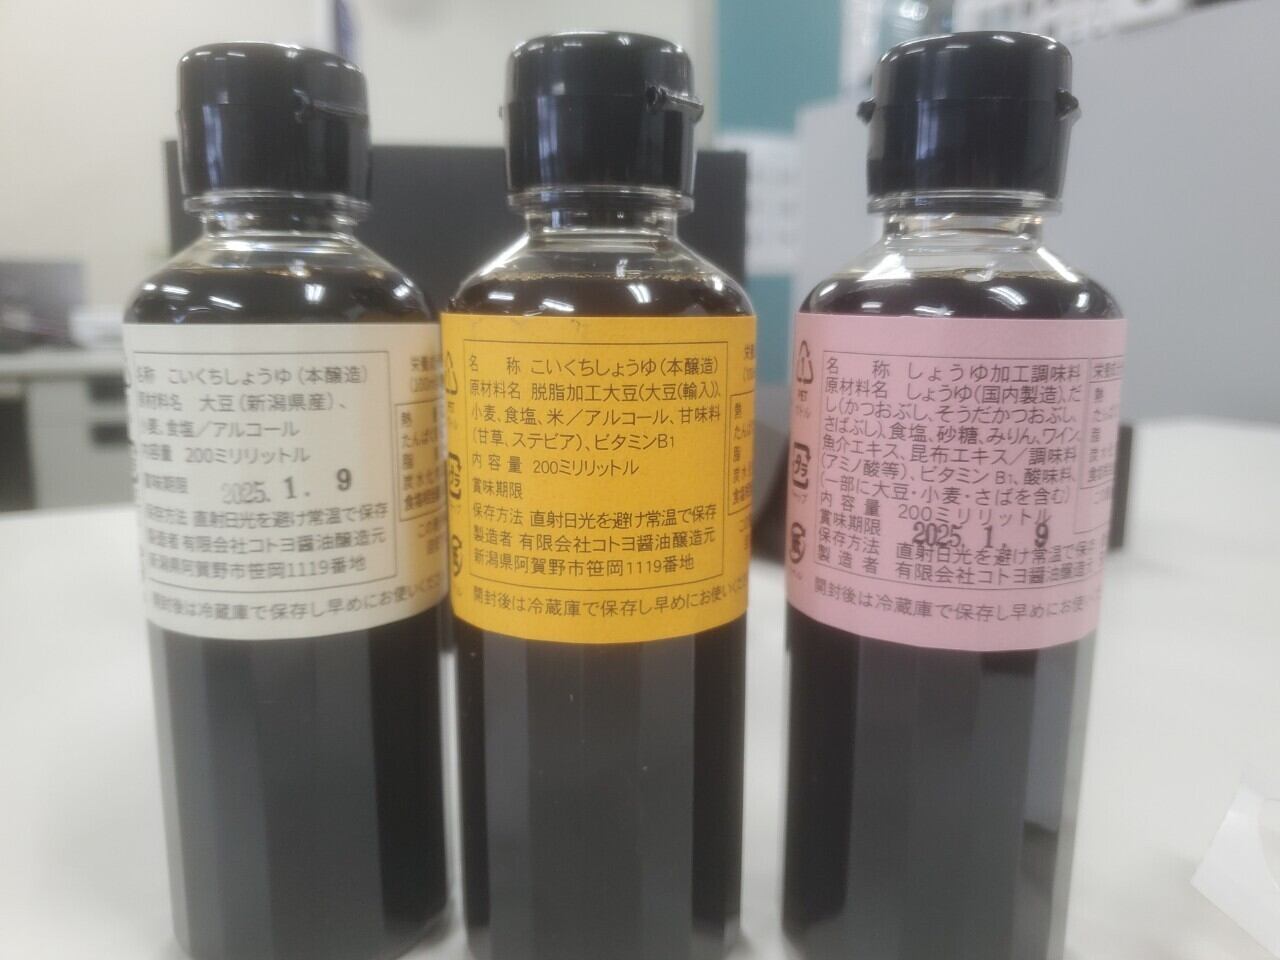 名称 こいくちしょうゆ(本醸造)
原材料名 大豆(新潟県産)、
小麦、食塩/アルコール
内容量 200ミリリットル
賞味期限 2025. 1. 9
保存方法 直射日光を避け常温で保存
製造者 有限会社コトヨ醤油醸造元
新潟県阿賀野市笹岡1119番地
開封後は冷蔵庫で保存し早めにお使いくだ
名 称 こいくちしょうゆ(本醸造)
原材料名 脱脂加工大豆(大豆(輸入))、
小麦、食塩、米/アルコール、甘味料
(甘草、ステビア)、ビタミンB1
内 容 量 200ミリリットル
賞味期限
保存方法 直射日光を避け常温で保存
製造者 有限会社コトヨ醤油醸造元
新潟県阿賀野市笹岡1119番地
開封後は冷蔵庫で保存し早めにお使い
名 称 しょうゆ加工調味料
原材料名 しょうゆ(国内製造)、だ
し(かつおぶし、そうだかつおぶし、
さばぶし)、食塩、砂糖、みりん、ワイン、
魚介エキス、昆布エキス/調味料
(アミノ酸等)、ビタミンB1、酸味料、
(一部に大豆・小麦・さばを含む)
内 容 量 200ミリリットル
賞味期限 2025. 1. 9
保存方法 直射日光を避け常温で保
製 造 者 有限会社コトヨ醤油醸造
開封後は冷蔵庫で保存し早めにお使い